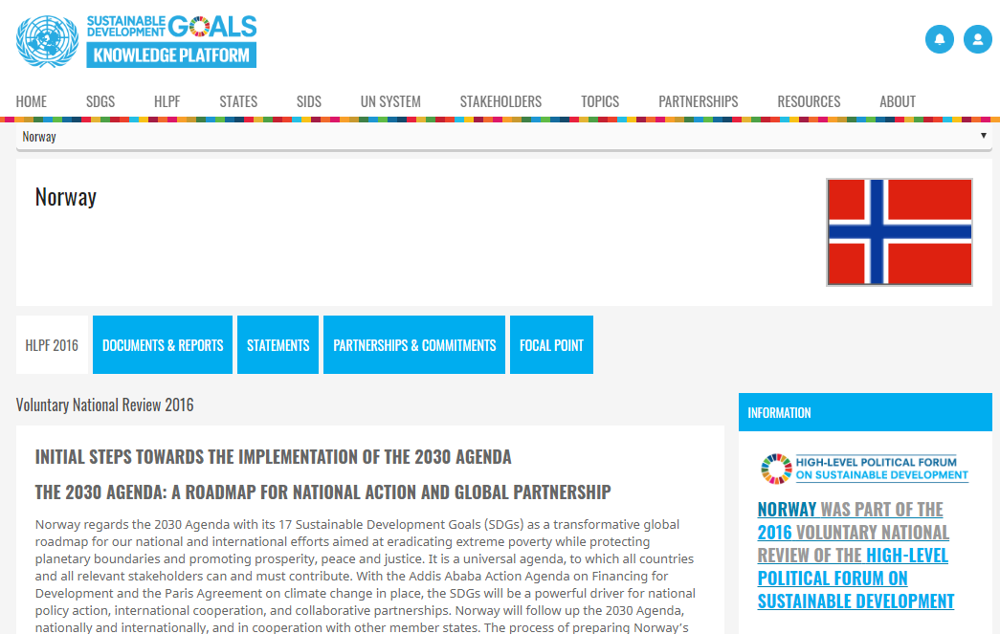 SUSTAINABLE
DEVELOPMENT GOALS
KNOWLEDGE PLATFORM
HOME SDGS HLPF STATES SIDS UN SYSTEM STAKEHOLDERS TOPICS PARTNERSHIPS RESOURCES ABOUT
Norway
Norway
HLPF 2016 DOCUMENTS & REPORTS STATEMENTS PARTNERSHIPS & COMMITMENTS FOCAL POINT
Voluntary National Review 2016
INITIAL STEPS TOWARDS THE IMPLEMENTATION OF THE 2030 AGENDA
THE 2030 AGENDA: A ROADMAP FOR NATIONAL ACTION AND GLOBAL PARTNERSHIP
Norway regards the 2030 Agenda with its 17 Sustainable Development Goals (SDGs) as a transformative global
roadmap for our national and international efforts aimed at eradicating extreme poverty while protecting
planetary boundaries and promoting prosperity, peace and justice. It is a universal agenda, to which all countries
and all relevant stakeholders can and must contribute. With the Addis Ababa Action Agenda on Financing for
Development and the Paris Agreement on climate change in place, the SDGs will be a powerful driver for national
policy action, international cooperation, and collaborative partnerships. Norway will follow up the 2030 Agenda,
nationally and internationally, and in cooperation with other member states. The process of preparing Norway's
INFORMATION
HIGH-LEVEL POLITICAL FORUM
ON SUSTAINABLE DEVELOPMENT
NORWAY WAS PART OF THE
2016 VOLUNTARY NATIONAL
REVIEW OF THE HIGH-LEVEL
POLITICAL FORUM ON
SUSTAINABLE DEVELOPMENT